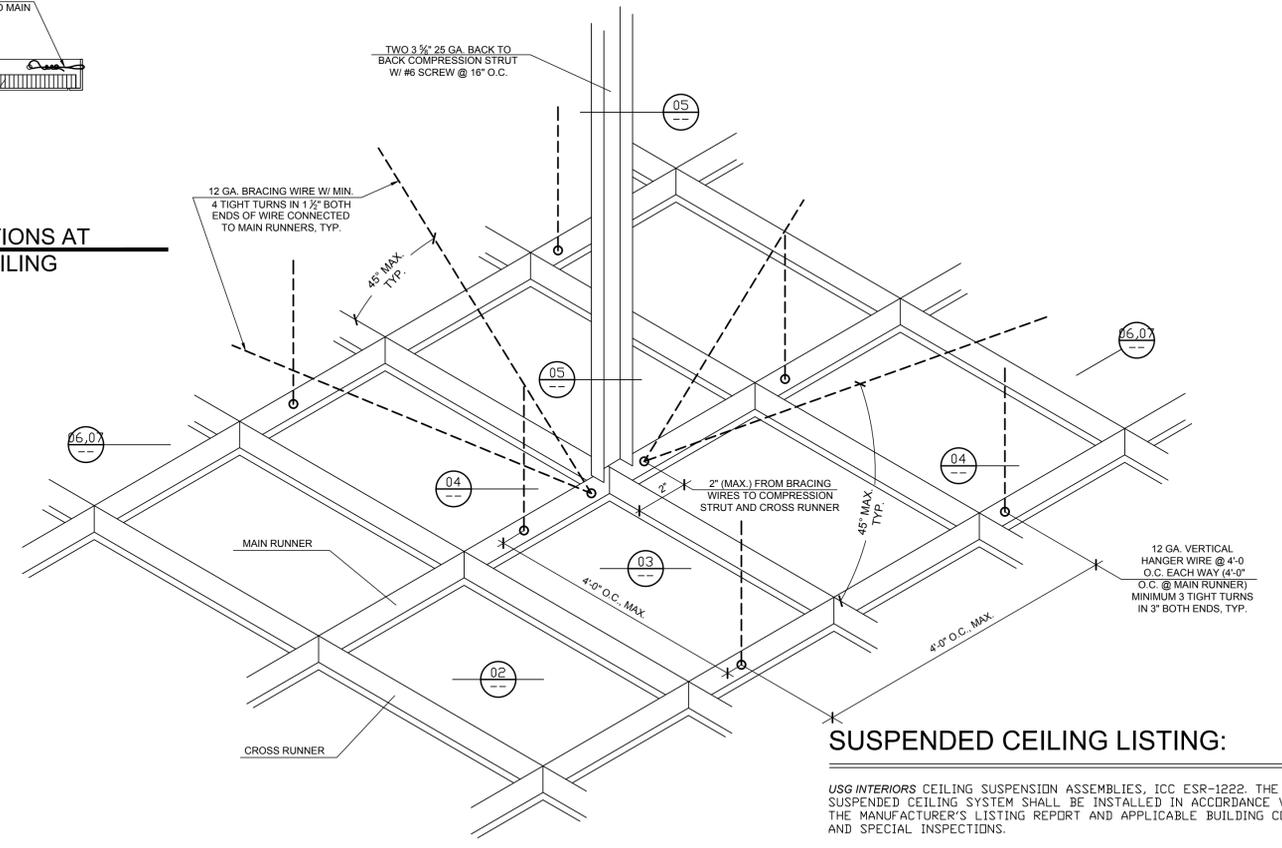 D MAIN
TWO 3 ⅝" 25 GA. BACK TO
BACK COMPRESSION STRUT
W/ #6 SCREW @ 16" O.C.
05
--
12 GA. BRACING WIRE W/ MIN.
4 TIGHT TURNS IN 1 ½" BOTH
ENDS OF WIRE CONNECTED
TO MAIN RUNNERS, TYP.
IONS AT
ILING
45° MAX.
TYP.
06,07
--
05
--
06,07
--
04
--
04
--
2"
2" (MAX.) FROM BRACING
WIRES TO COMPRESSION
STRUT AND CROSS RUNNER
45° MAX.
TYP.
MAIN RUNNER
03
--
4'-0" O.C., MAX.
12 GA. VERTICAL
HANGER WIRE @ 4'-0
O.C. EACH WAY (4'-0"
O.C. @ MAIN RUNNER)
MINIMUM 3 TIGHT TURNS
IN 3" BOTH ENDS, TYP.
4'-0" O.C., MAX.
02
--
CROSS RUNNER
SUSPENDED CEILING LISTING:
USG INTERIORS CEILING SUSPENSION ASSEMBLIES, ICC ESR-1222. THE
SUSPENDED CEILING SYSTEM SHALL BE INSTALLED IN ACCORDANCE
THE MANUFACTURER'S LISTING REPORT AND APPLICABLE BUILDING
AND SPECIAL INSPECTIONS.